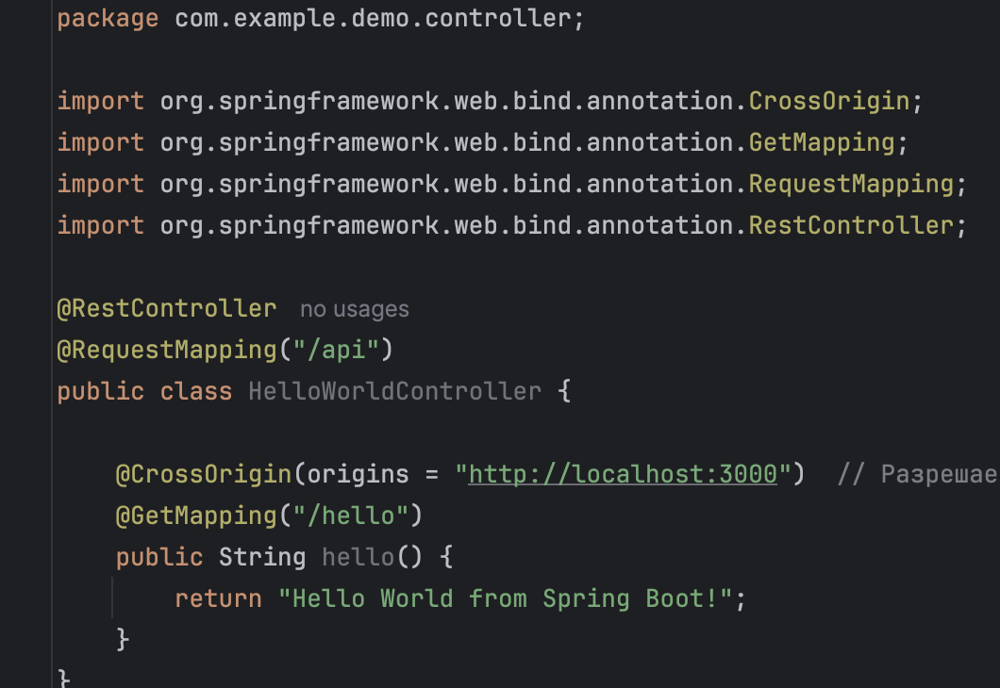 package com.example.demo.controller;
import org.springframework.web.bind.annotation.CrossOrigin;
import org.springframework.web.bind.annotation.GetMapping;
import org.springframework.web.bind.annotation.RequestMapping;
import org.springframework.web.bind.annotation.RestController;
@RestController no usages
@RequestMapping("/api")
public class HelloWorldController {
@CrossOrigin(origins = "http://localhost:3000") // Разрешае
@GetMapping("/hello")
public String hello() {
return "Hello World from Spring Boot!";
}
}